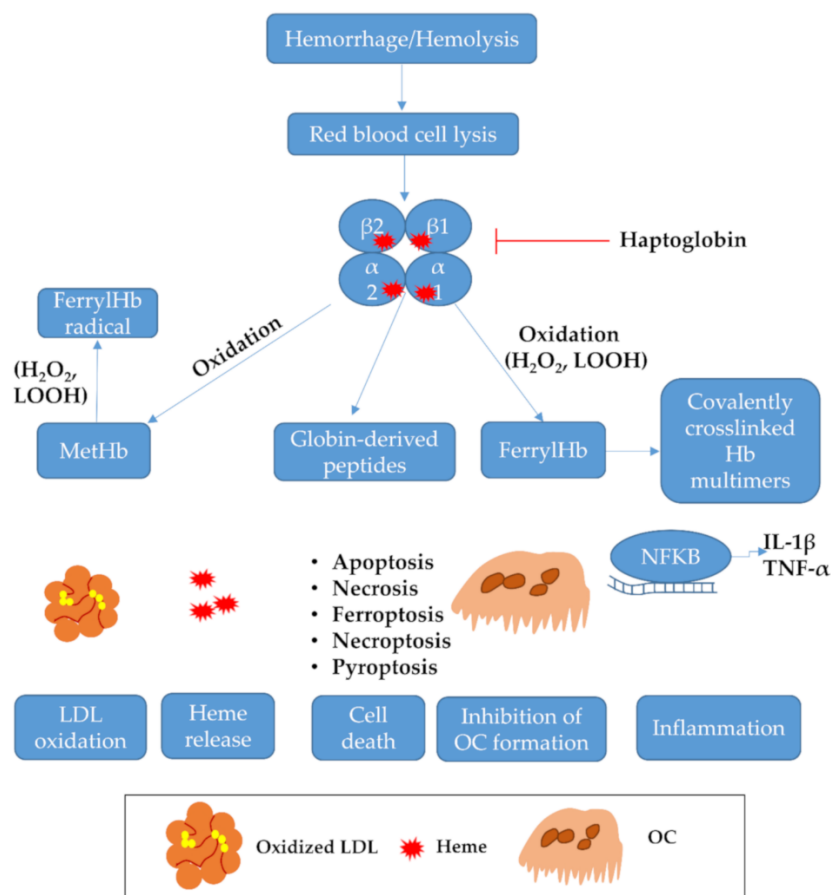 Hemorrhage/Hemolysis
Red blood cell lysis
β2
β1
α
2
α
1
Haptoglobin
FerrylHb
radical
Oxidation
(H₂O₂,
LOOH)
Oxidation
(H₂O₂, LOOH)
MetHb
Globin-derived
peptides
FerrylHb
Covalently
crosslinked
Hb
multimers
• Apoptosis
• Necrosis
• Ferroptosis
• Necroptosis
• Pyroptosis
NFKB
IL-1β
TNF-α
LDL
oxidation
Heme
release
Cell
death
Inhibition of
OC formation
Inflammation
Oxidized LDL
Heme
OC